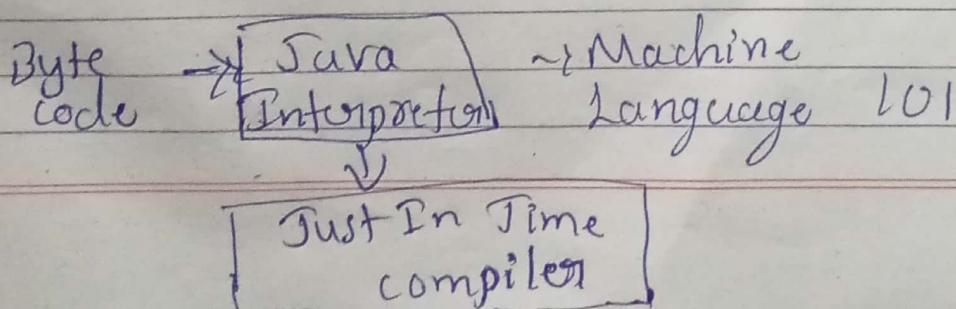 Byte → Java ~> Machine
code Interpreter Language 101
↓
Just In Time
compiler